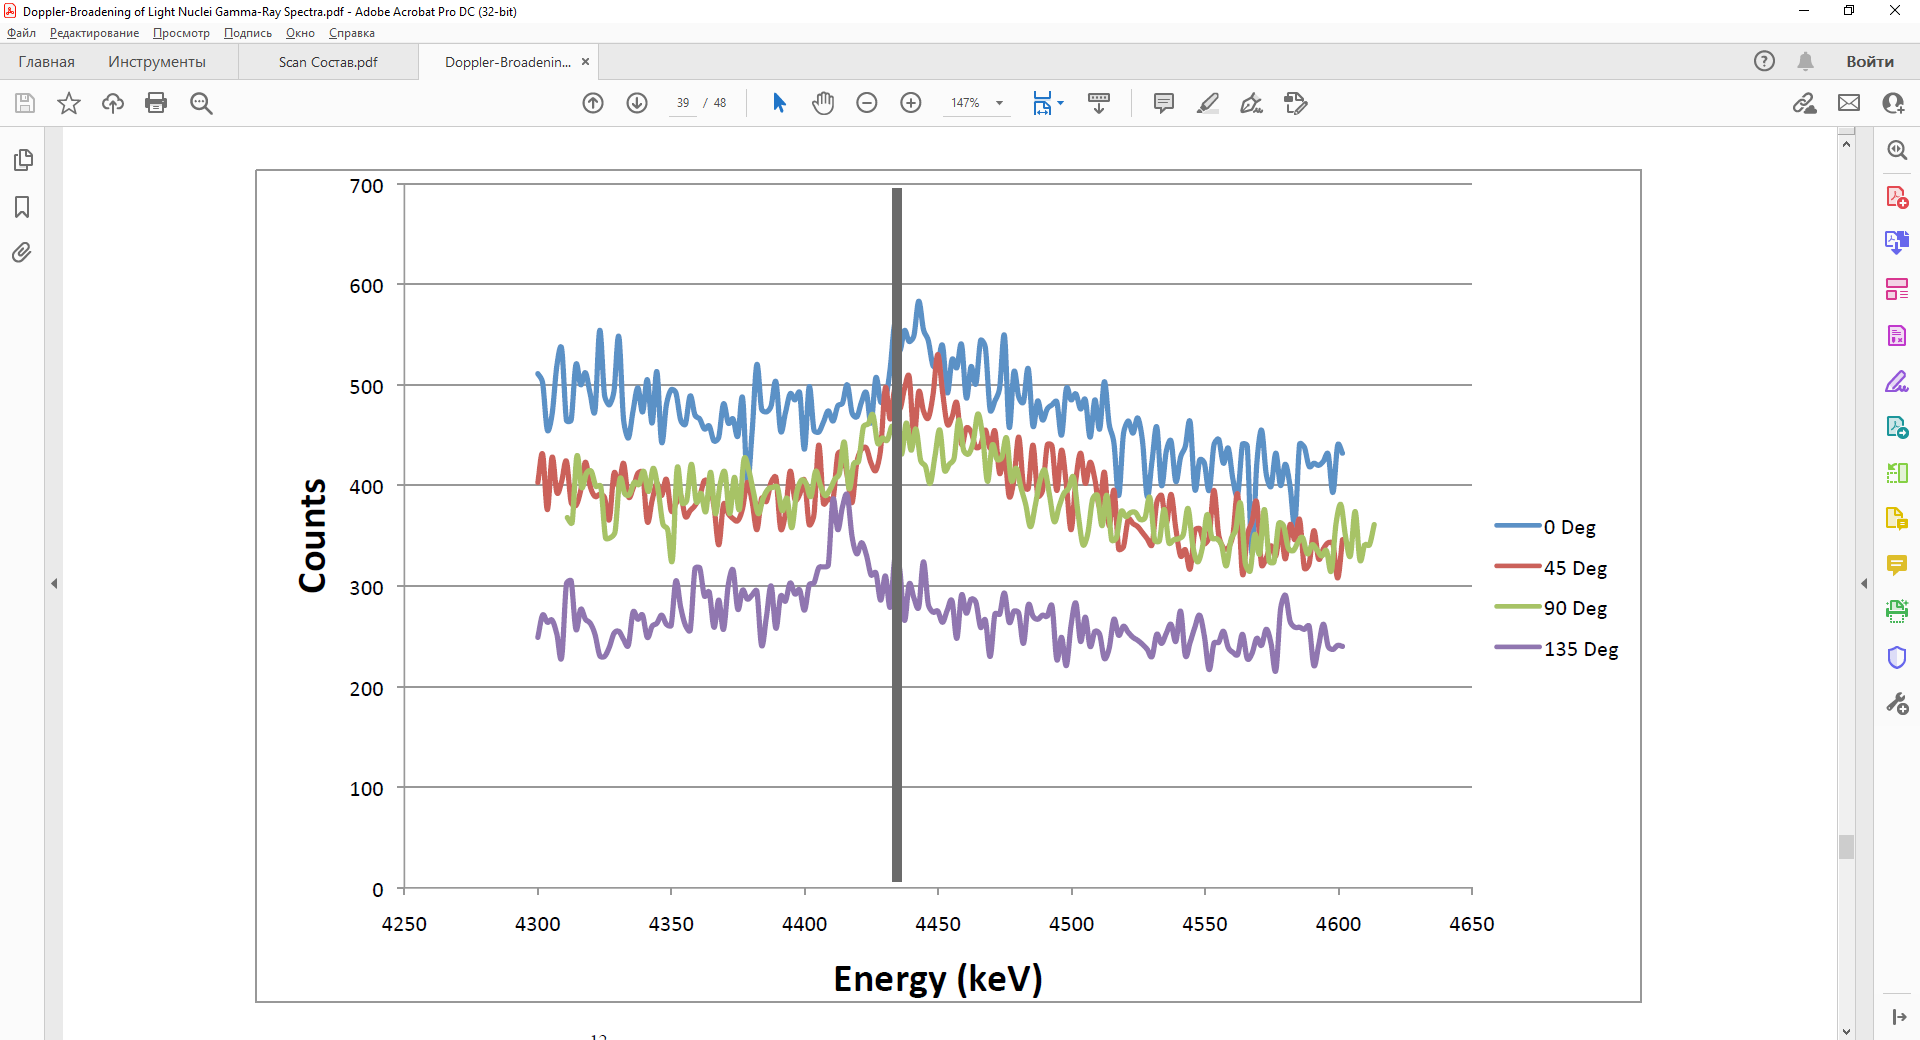 Doppler-Broadening of Light Nuclei Gamma-Ray Spectra.pdf - Adobe Acrobat Pro DC (32-bit)
Файл Редактирование Просмотр Подпись Окно Справка
Главная Инструменты Scan Состав.pdf Doppler-Broadenin... ×
Войти
39 / 48 147%
700
600
500
400
300
200
100
0
Counts
4250 4300 4350 4400 4450 4500 4550 4600 4650
Energy (keV)
0 Deg
45 Deg
90 Deg
135 Deg